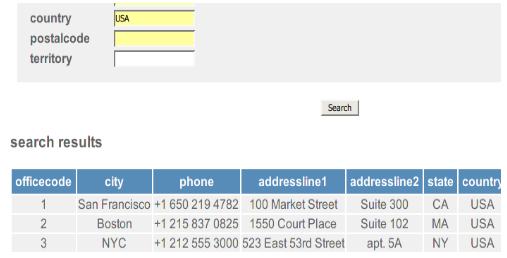 country USA
postalcode
territory
Search
search results
officecode city phone addressline1 addressline2 state country
1 San Francisco +1 650 219 4782 100 Market Street Suite 300 CA USA
2 Boston +1 215 837 0825 1550 Court Place Suite 102 MA USA
3 NYC +1 212 555 3000 523 East 53rd Street apt. 5A NY USA